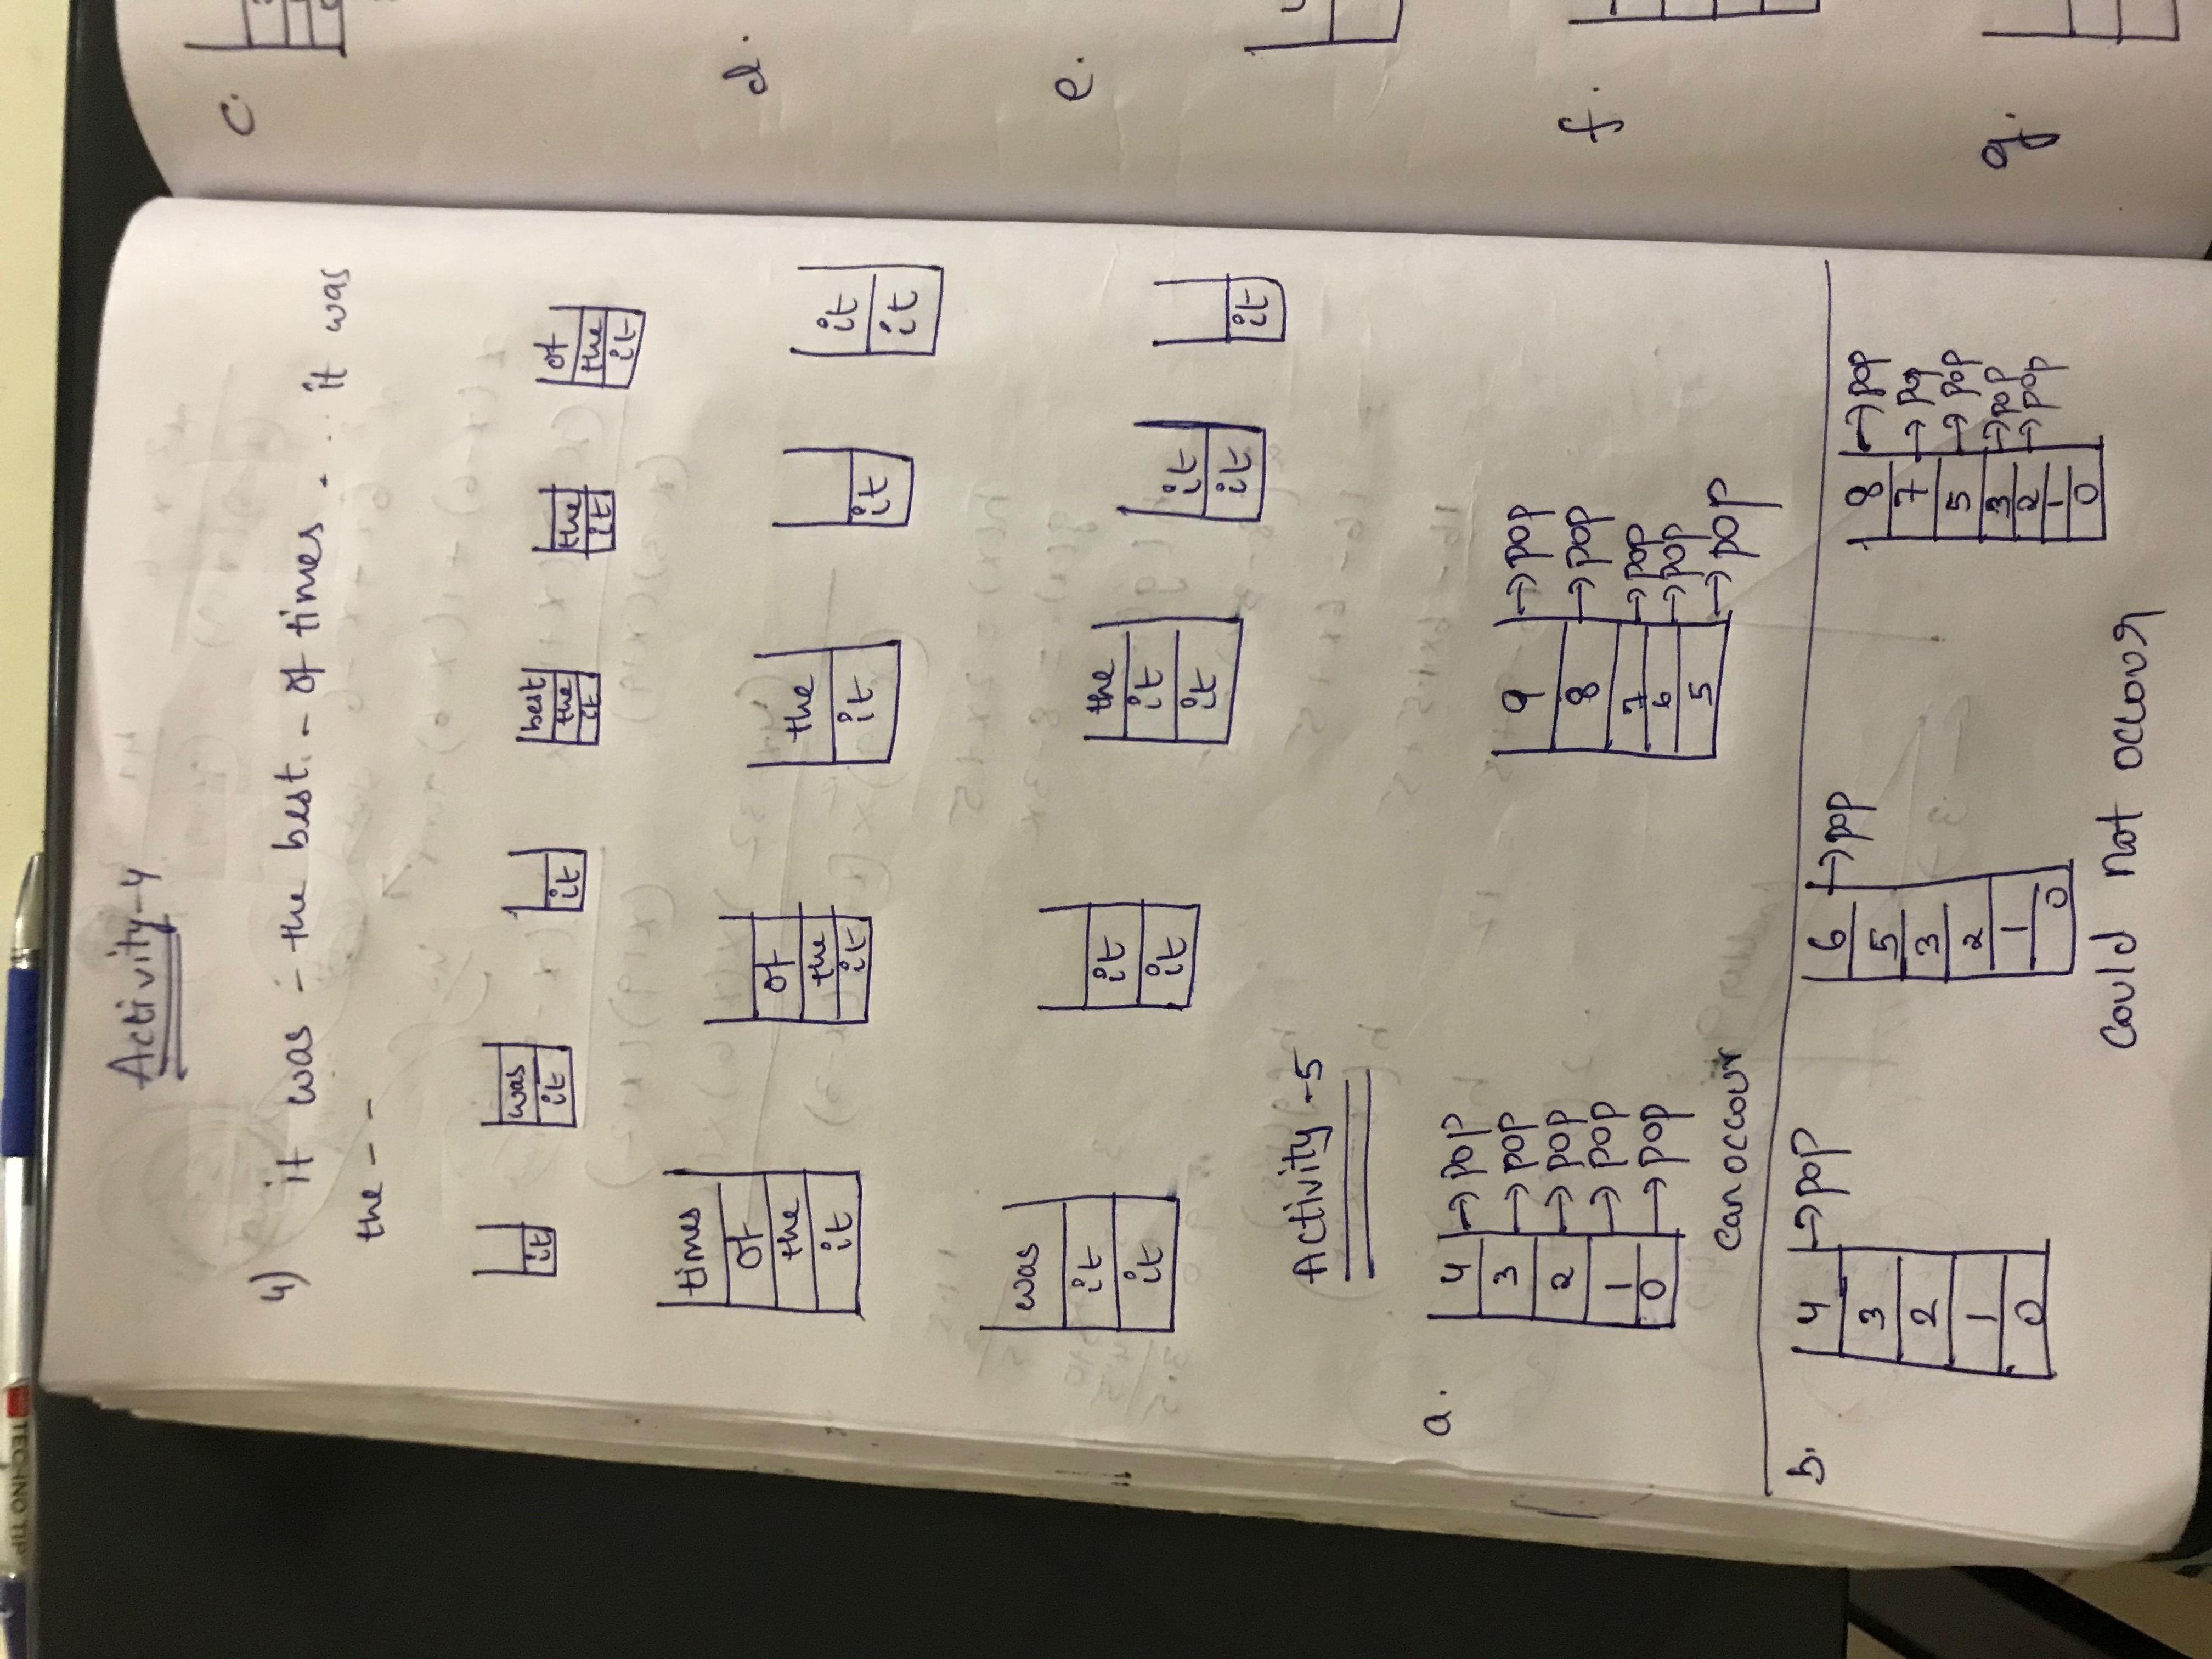 TECHNO TIP
Activity-4
4) it was - the best. - of times - . . it was
the - -
it
was
it
it
best
the
it
the
it
of
the
it
times
of
the
it
of
the
it
the
it
it
it
it
was
it
it
it
it
the
it
it
it
it
it
Activity -5
a.
4 → pop
3 → pop
2 → pop
1 → pop
0 → pop
9 → pop
8 → pop
7 → pop
6 → pop
5 → pop
can occour
b.
4 → pop
3
2
1
0
6 → pop
5
3
2
1
0
8 → pop
7 → pop
5 → pop
3 → pop
2 → pop
1
0
could not occour
c.
d.
e.
f.
g.